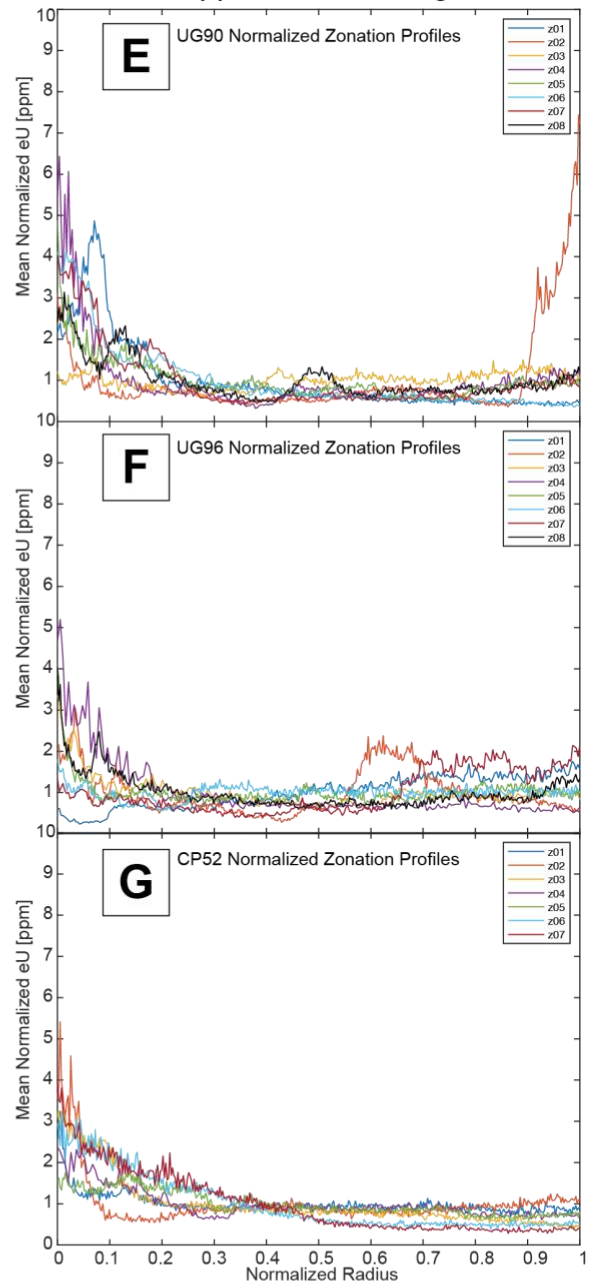 10
9
8
7
6
5
4
3
2
1
Mean Normalized eU [ppm]
E
UG90 Normalized Zonation Profiles
z01
z02
z03
z04
z05
z06
z07
z08
10
9
8
7
6
5
4
3
2
1
Mean Normalized eU [ppm]
F
UG96 Normalized Zonation Profiles
z01
z02
z03
z04
z05
z06
z07
z08
10
9
8
7
6
5
4
3
2
1
0
Mean Normalized eU [ppm]
G
CP52 Normalized Zonation Profiles
z01
z02
z03
z04
z05
z06
z07
0 0.1 0.2 0.3 0.4 0.5 0.6 0.7 0.8 0.9 1
Normalized Radius